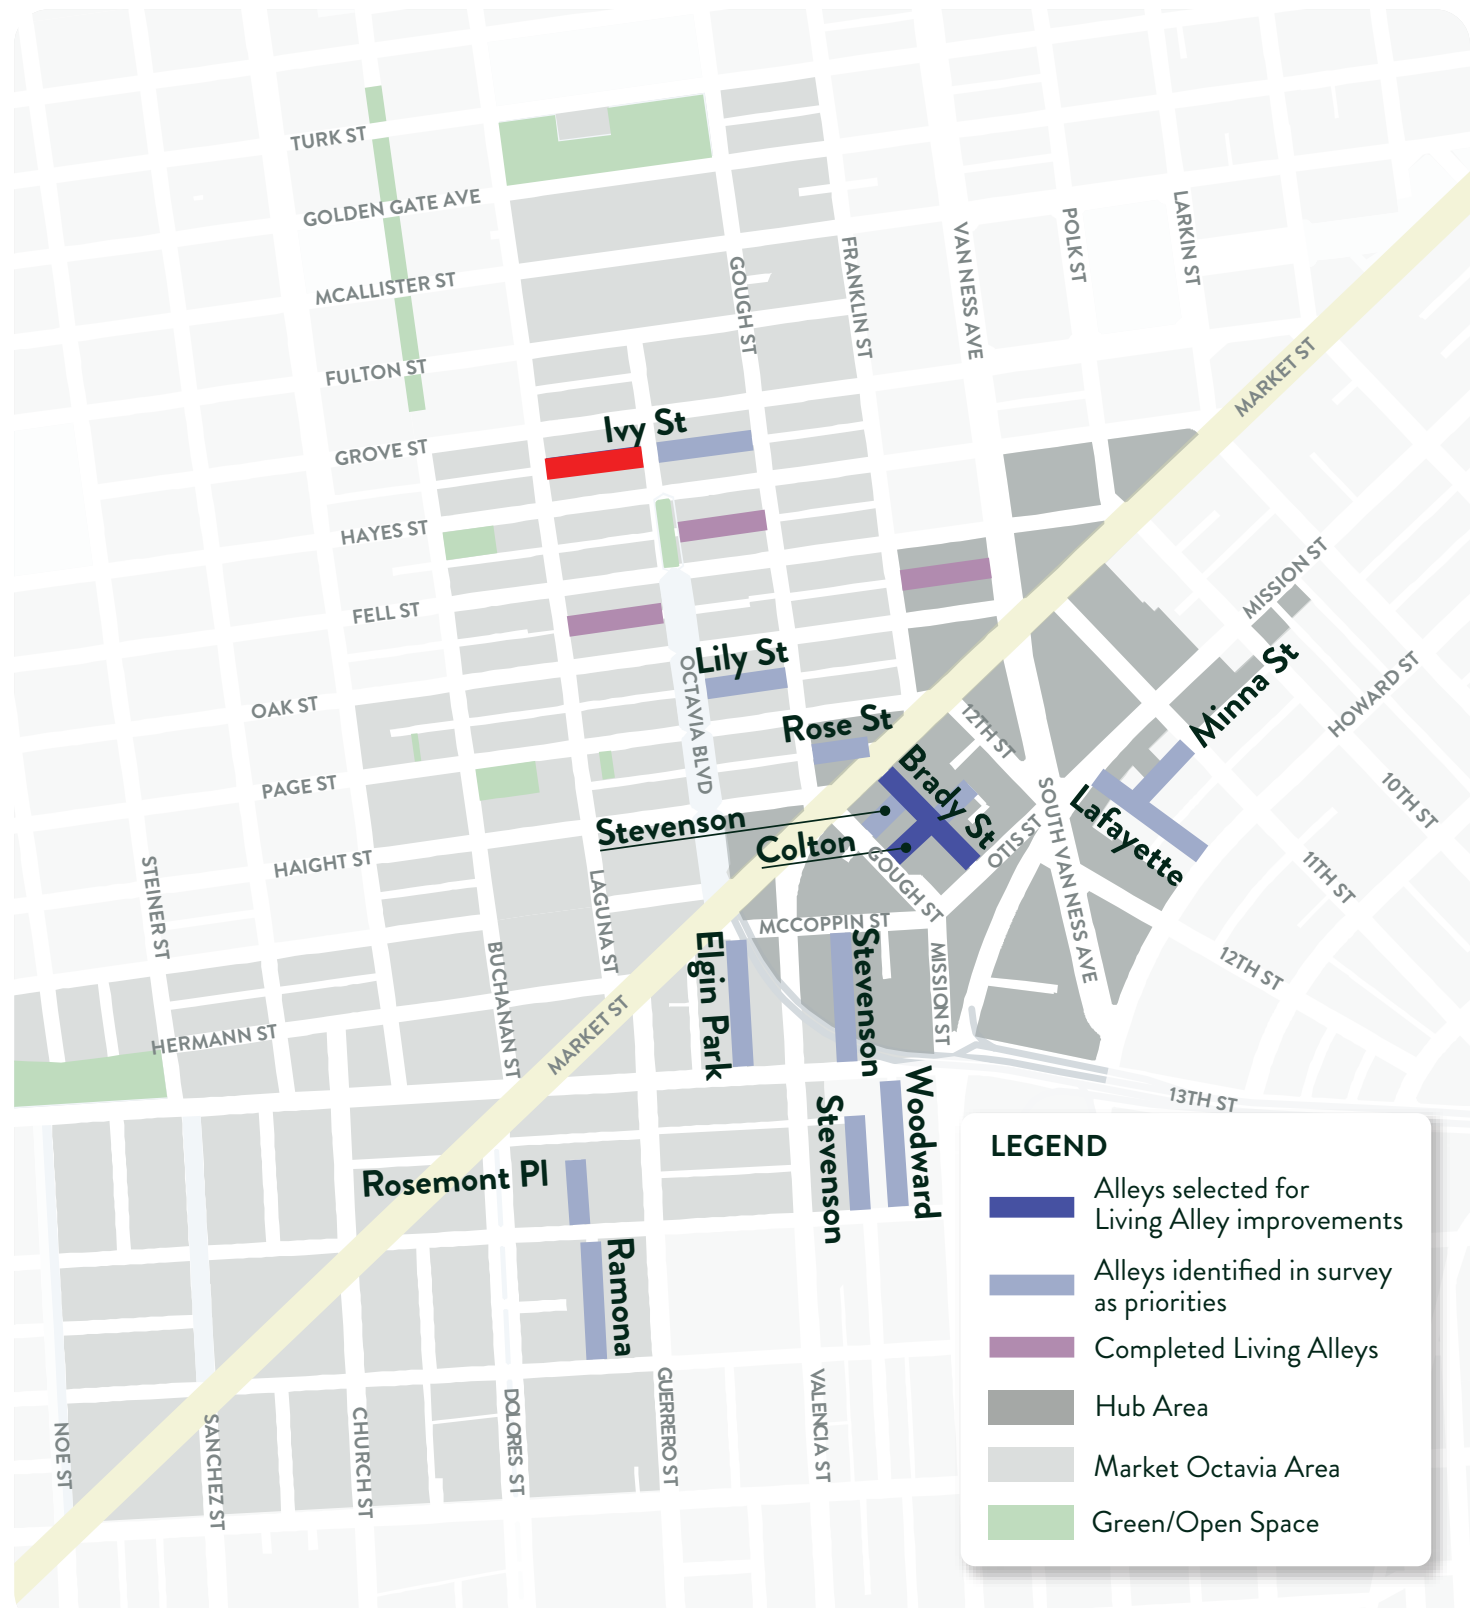 TURK ST
GOLDEN GATE AVE
MCALLISTER ST
FULTON ST
GROVE ST
HAYES ST
FELL ST
OAK ST
PAGE ST
HAIGHT ST
HERMANN ST
GOUGH ST
FRANKLIN ST
VAN NESS AVE
POLK ST
LARKIN ST
MARKET ST
Ivy St
MISSION ST
Minna St
HOWARD ST
Lily St
OCTAVIA BLVD
Rose St
12TH ST
Brady St
Stevenson
Colton
OTIS ST
GOUGH ST
SOUTH VAN NESS AVE
Lafayette
10TH ST
11TH ST
12TH ST
STEINER ST
BUCHANAN ST
LAGUNA ST
MARKET ST
MCCOPPIN ST
Elgin Park
Stevenson
MISSION ST
Woodward
Stevenson
13TH ST
Rosemont Pl
Ramona
NOE ST
SANCHEZ ST
CHURCH ST
DOLORES ST
GUERRERO ST
VALENCIA ST
LEGEND
Alleys selected for
Living Alley improvements
Alleys identified in survey
as priorities
Completed Living Alleys
Hub Area
Market Octavia Area
Green/Open Space